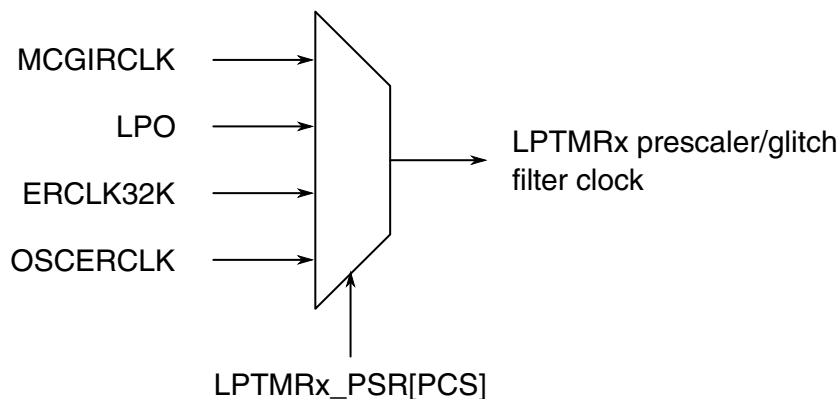 MCGIRCLK
LPO
ERCLK32K
OSCERCLK
LPTMRx prescaler/glitch
filter clock
LPTMRx_PSR[PCS]